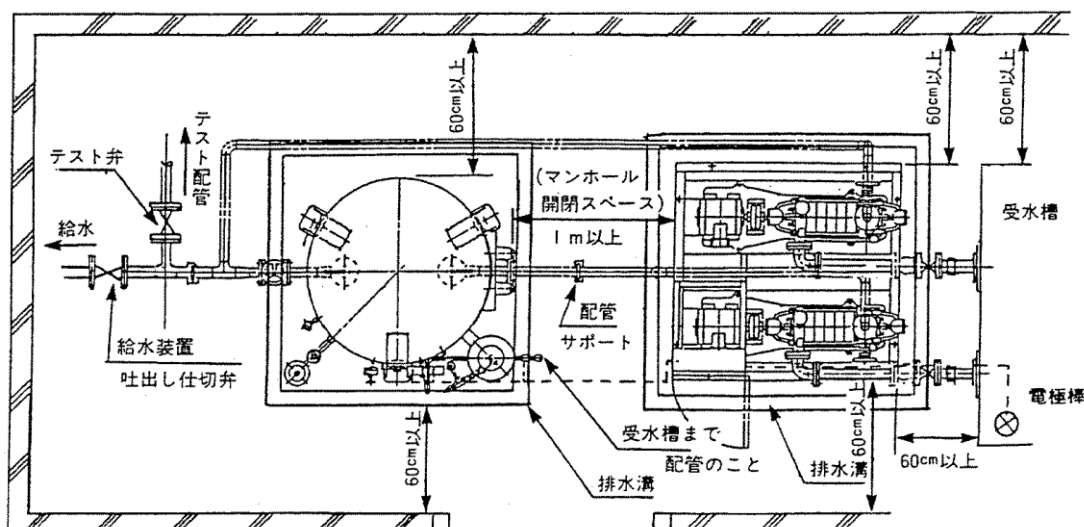 60cm以上
60cm以上
60cm以上
テスト配管
テスト弁
給水
(マンホール
開閉スペース)
1m以上
受水槽
配管
サポート
給水装置
吐出し仕切弁
電極棒
60cm以上
受水槽まで
配管のこと
排水溝
60cm以上
60cm以上
排水溝